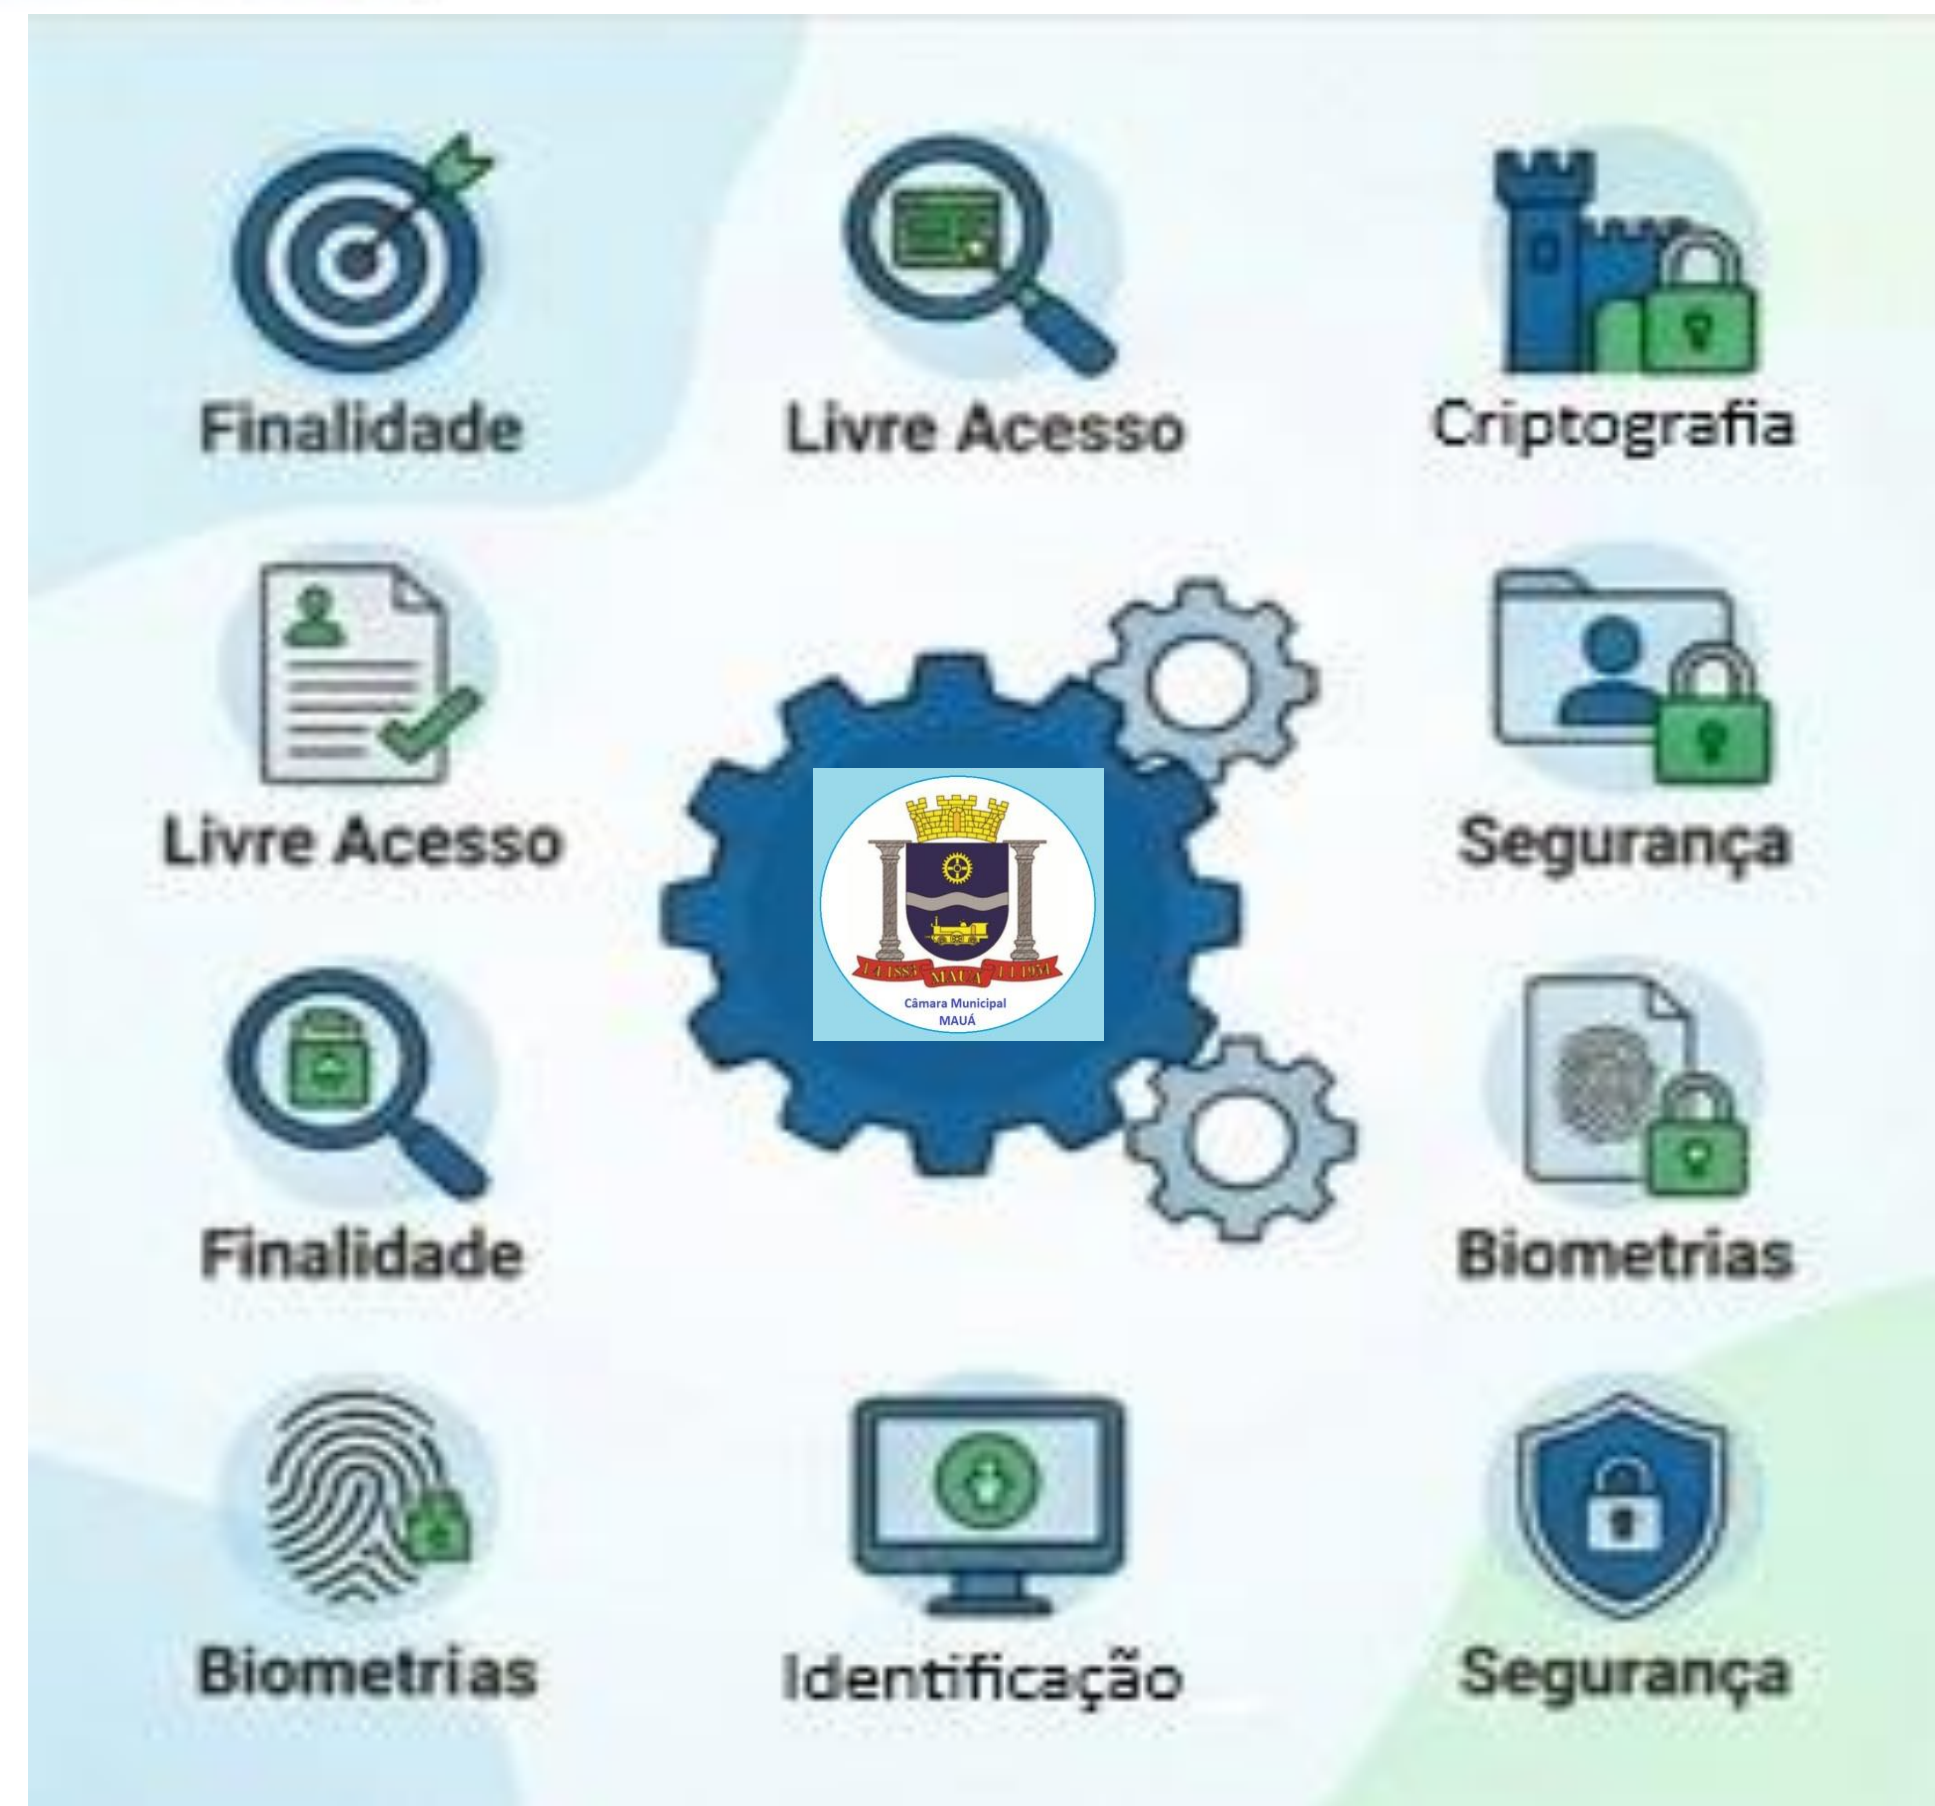 Finalidade
Livre Acesso
Criptografia
Livre Acesso
Segurança
MAUÁ
Câmara Municipal
MAUÁ
Finalidade
Biometrias
Biometrias
Identificação
Segurança